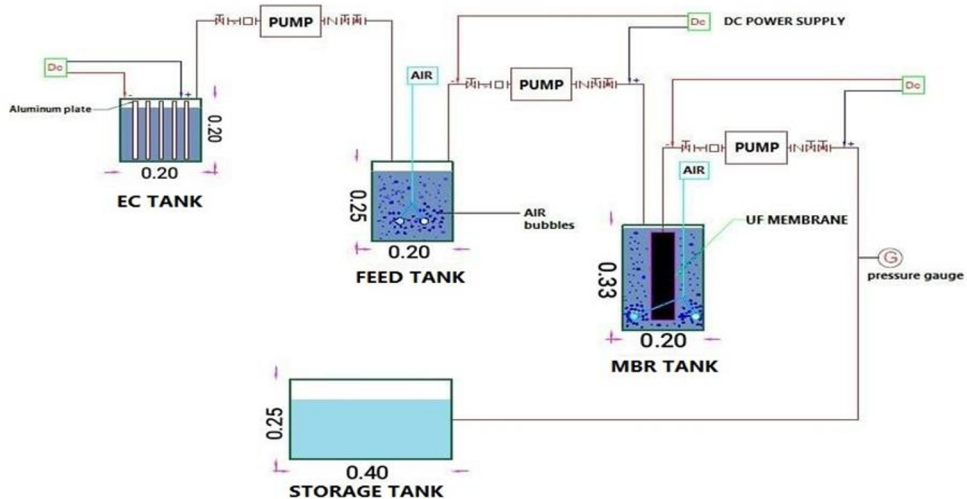 PUMP
Dc
DC POWER SUPPLY
Dc
AIR
- +
PUMP
Dc
- +
Aluminum plate
0.20
- +
PUMP
0.20
EC TANK
AIR
0.25
AIR
bubbles
UF MEMBRANE
0.20
FEED TANK
G
pressure gauge
0.33
0.20
MBR TANK
0.25
0.40
STORAGE TANK